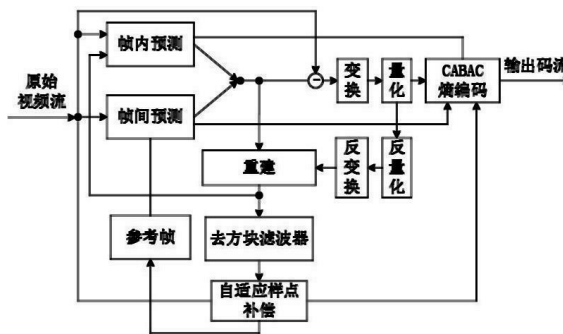 原始
视频流
帧内预测
帧间预测
变
换
量
化
CABAC
熵编码
输出码流
重建
反
变
换
反
量
化
参考帧
去方块滤波器
自适应样点
补偿